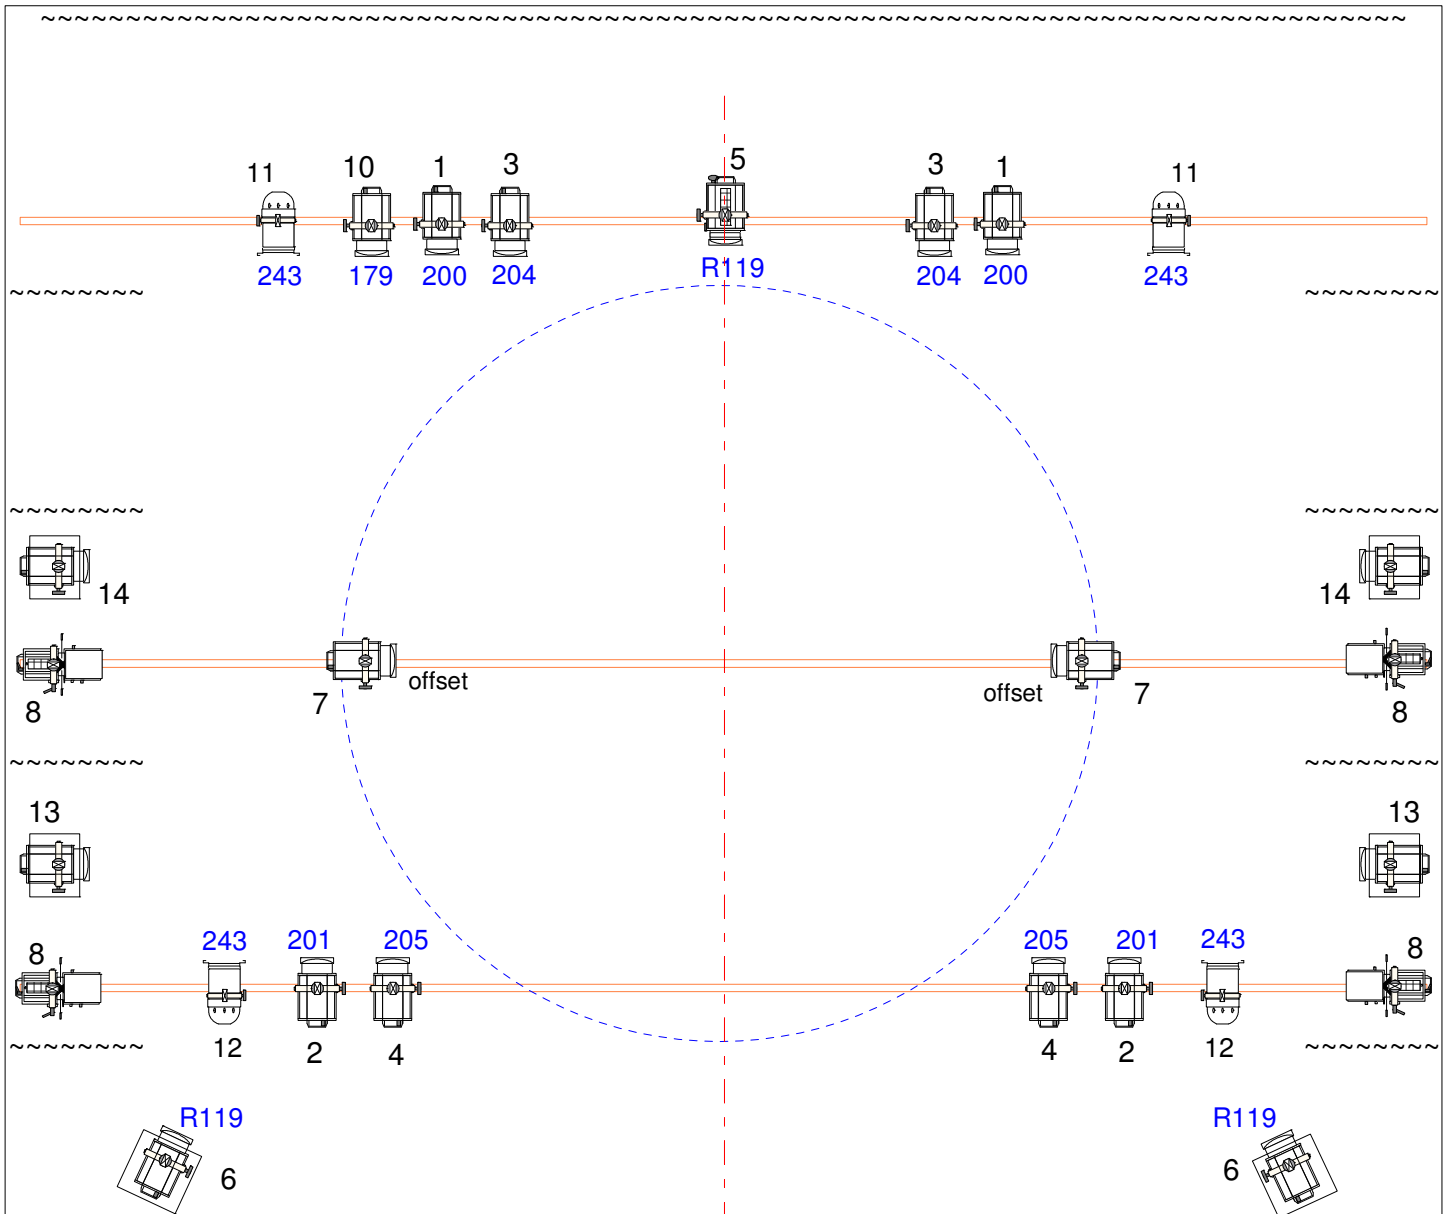 11 10 1 3 5 3 1 11
243 179 200 204 R119 204 200 243
14 14
offset offset
8 7 7 8
13 13
8 243 201 205 205 201 243 8
12 2 4 4 2 12
R119 R119
6 6